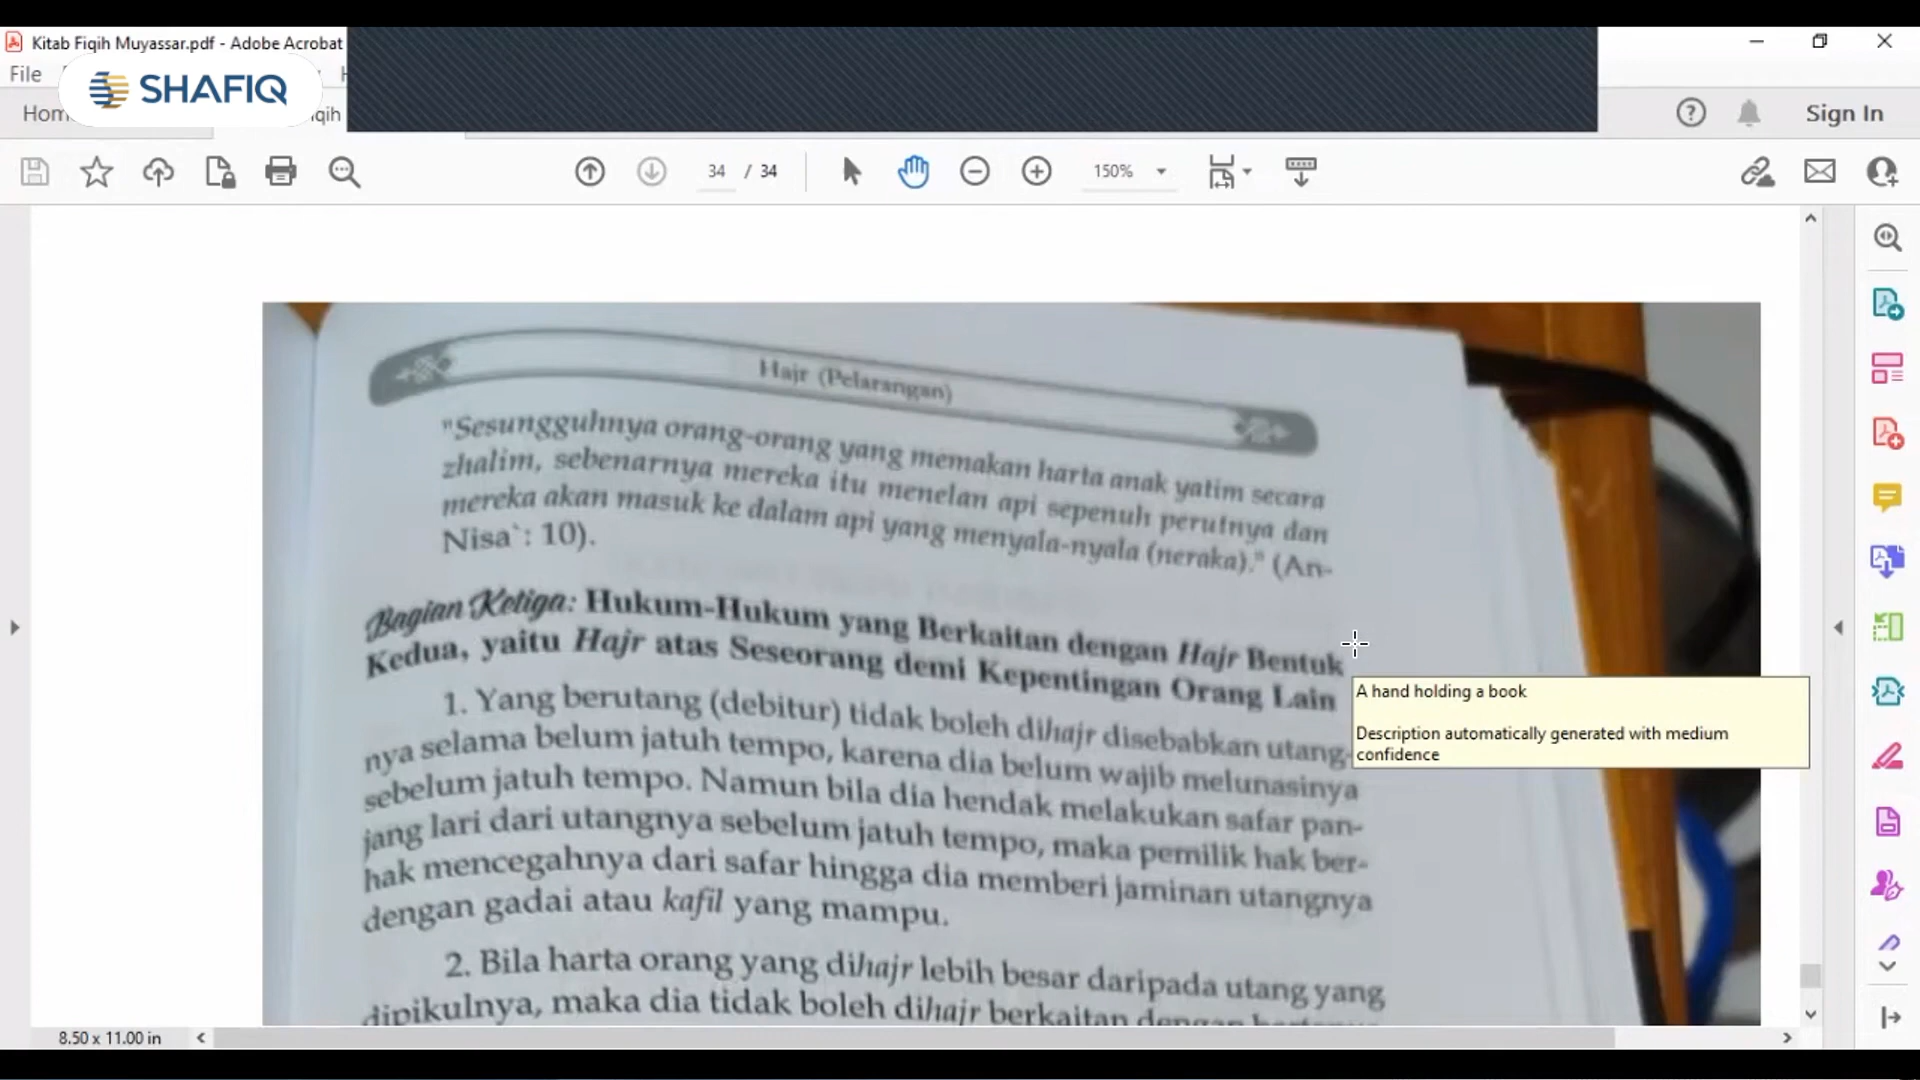 Kitab Fiqih Muyassar.pdf - Adobe Acrobat
File
SHAFIQ
Sign In
34 / 34
150%
Hajr (Pelarangan)
"Sesungguhnya orang-orang yang memakan harta anak yatim secara
zhalim, sebenarnya mereka itu menelan api sepenuh perutnya dan
mereka akan masuk ke dalam api yang menyala-nyala (neraka)." (An-
Nisa`: 10).
Bagian Ketiga: Hukum-Hukum yang Berkaitan dengan Hajr Bentuk
Kedua, yaitu Hajr atas Seseorang demi Kepentingan Orang Lain
1. Yang berutang (debitur) tidak boleh dihajr disebabkan utang-
nya selama belum jatuh tempo, karena dia belum wajib melunasinya
sebelum jatuh tempo. Namun bila dia hendak melakukan safar pan-
jang lari dari utangnya sebelum jatuh tempo, maka pemilik hak ber-
hak mencegahnya dari safar hingga dia memberi jaminan utangnya
dengan gadai atau kafil yang mampu.
2. Bila harta orang yang dihajr lebih besar daripada utang yang
dipikulnya, maka dia tidak boleh dihajr berkaitan dengan
A hand holding a book
Description automatically generated with medium
confidence
8.50 x 11.00 in